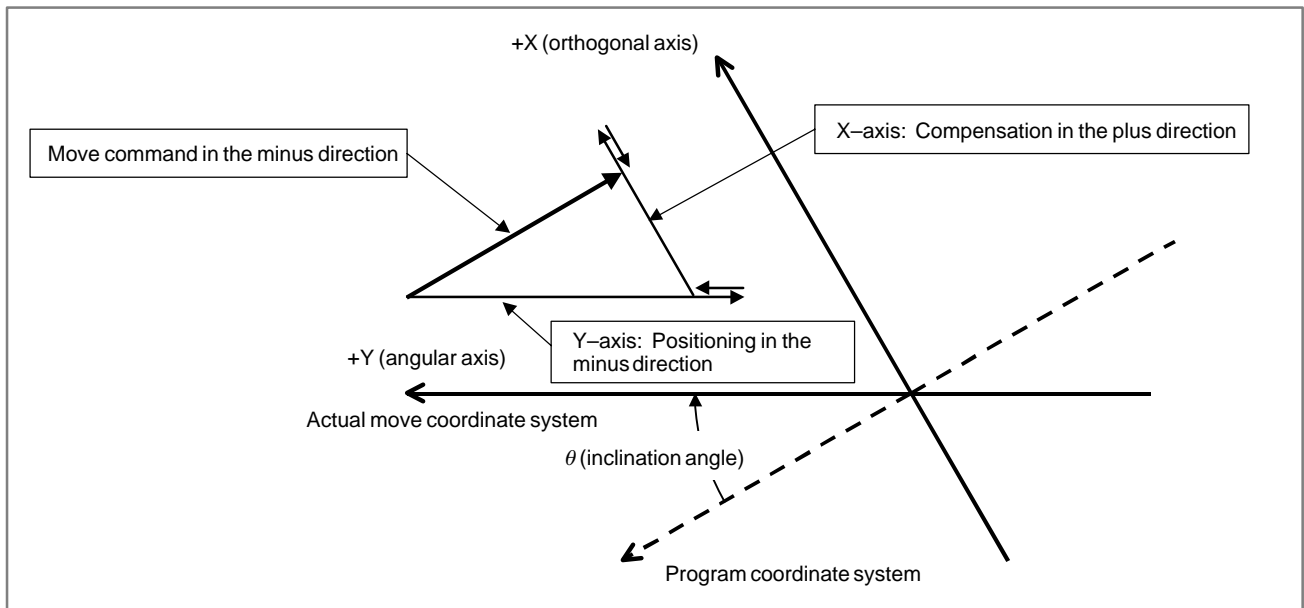 +X (orthogonal axis)
X–axis: Compensation in the plus direction
Move command in the minus direction
Y–axis: Positioning in the
minus direction
+Y (angular axis)
Actual move coordinate system
θ (inclination angle)
Program coordinate system